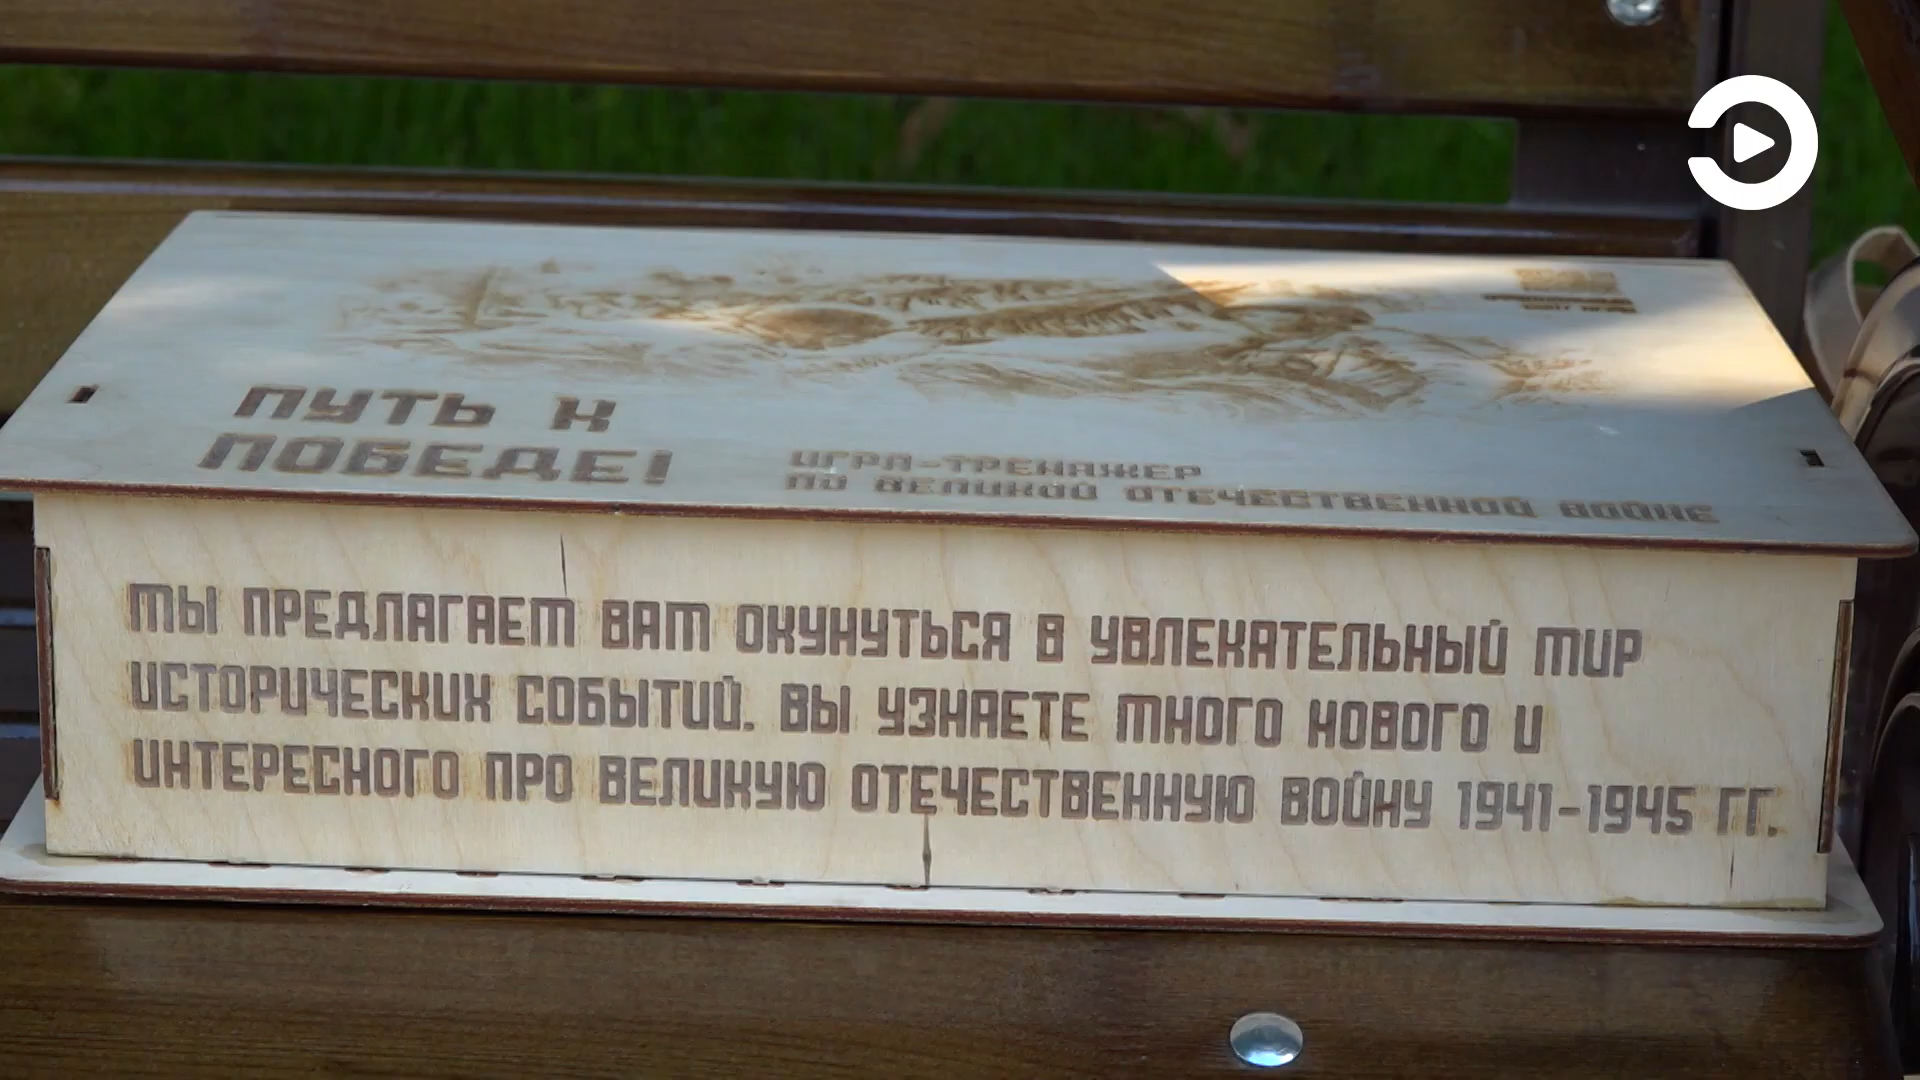 ПУТЬ К
ПОБЕДЕ!
ИГРА-ТРЕНАЖЕР
ПО ВЕЛИКОЙ ОТЕЧЕСТВЕННОЙ ВОЙНЕ
МЫ ПРЕДЛАГАЕМ ВАМ ОКУНУТЬСЯ В УВЛЕКАТЕЛЬНЫЙ МИР
ИСТОРИЧЕСКИХ СОБЫТИЙ. ВЫ УЗНАЕТЕ МНОГО НОВОГО И
ИНТЕРЕСНОГО ПРО ВЕЛИКУЮ ОТЕЧЕСТВЕННУЮ ВОЙНУ 1941-1945 ГГ.